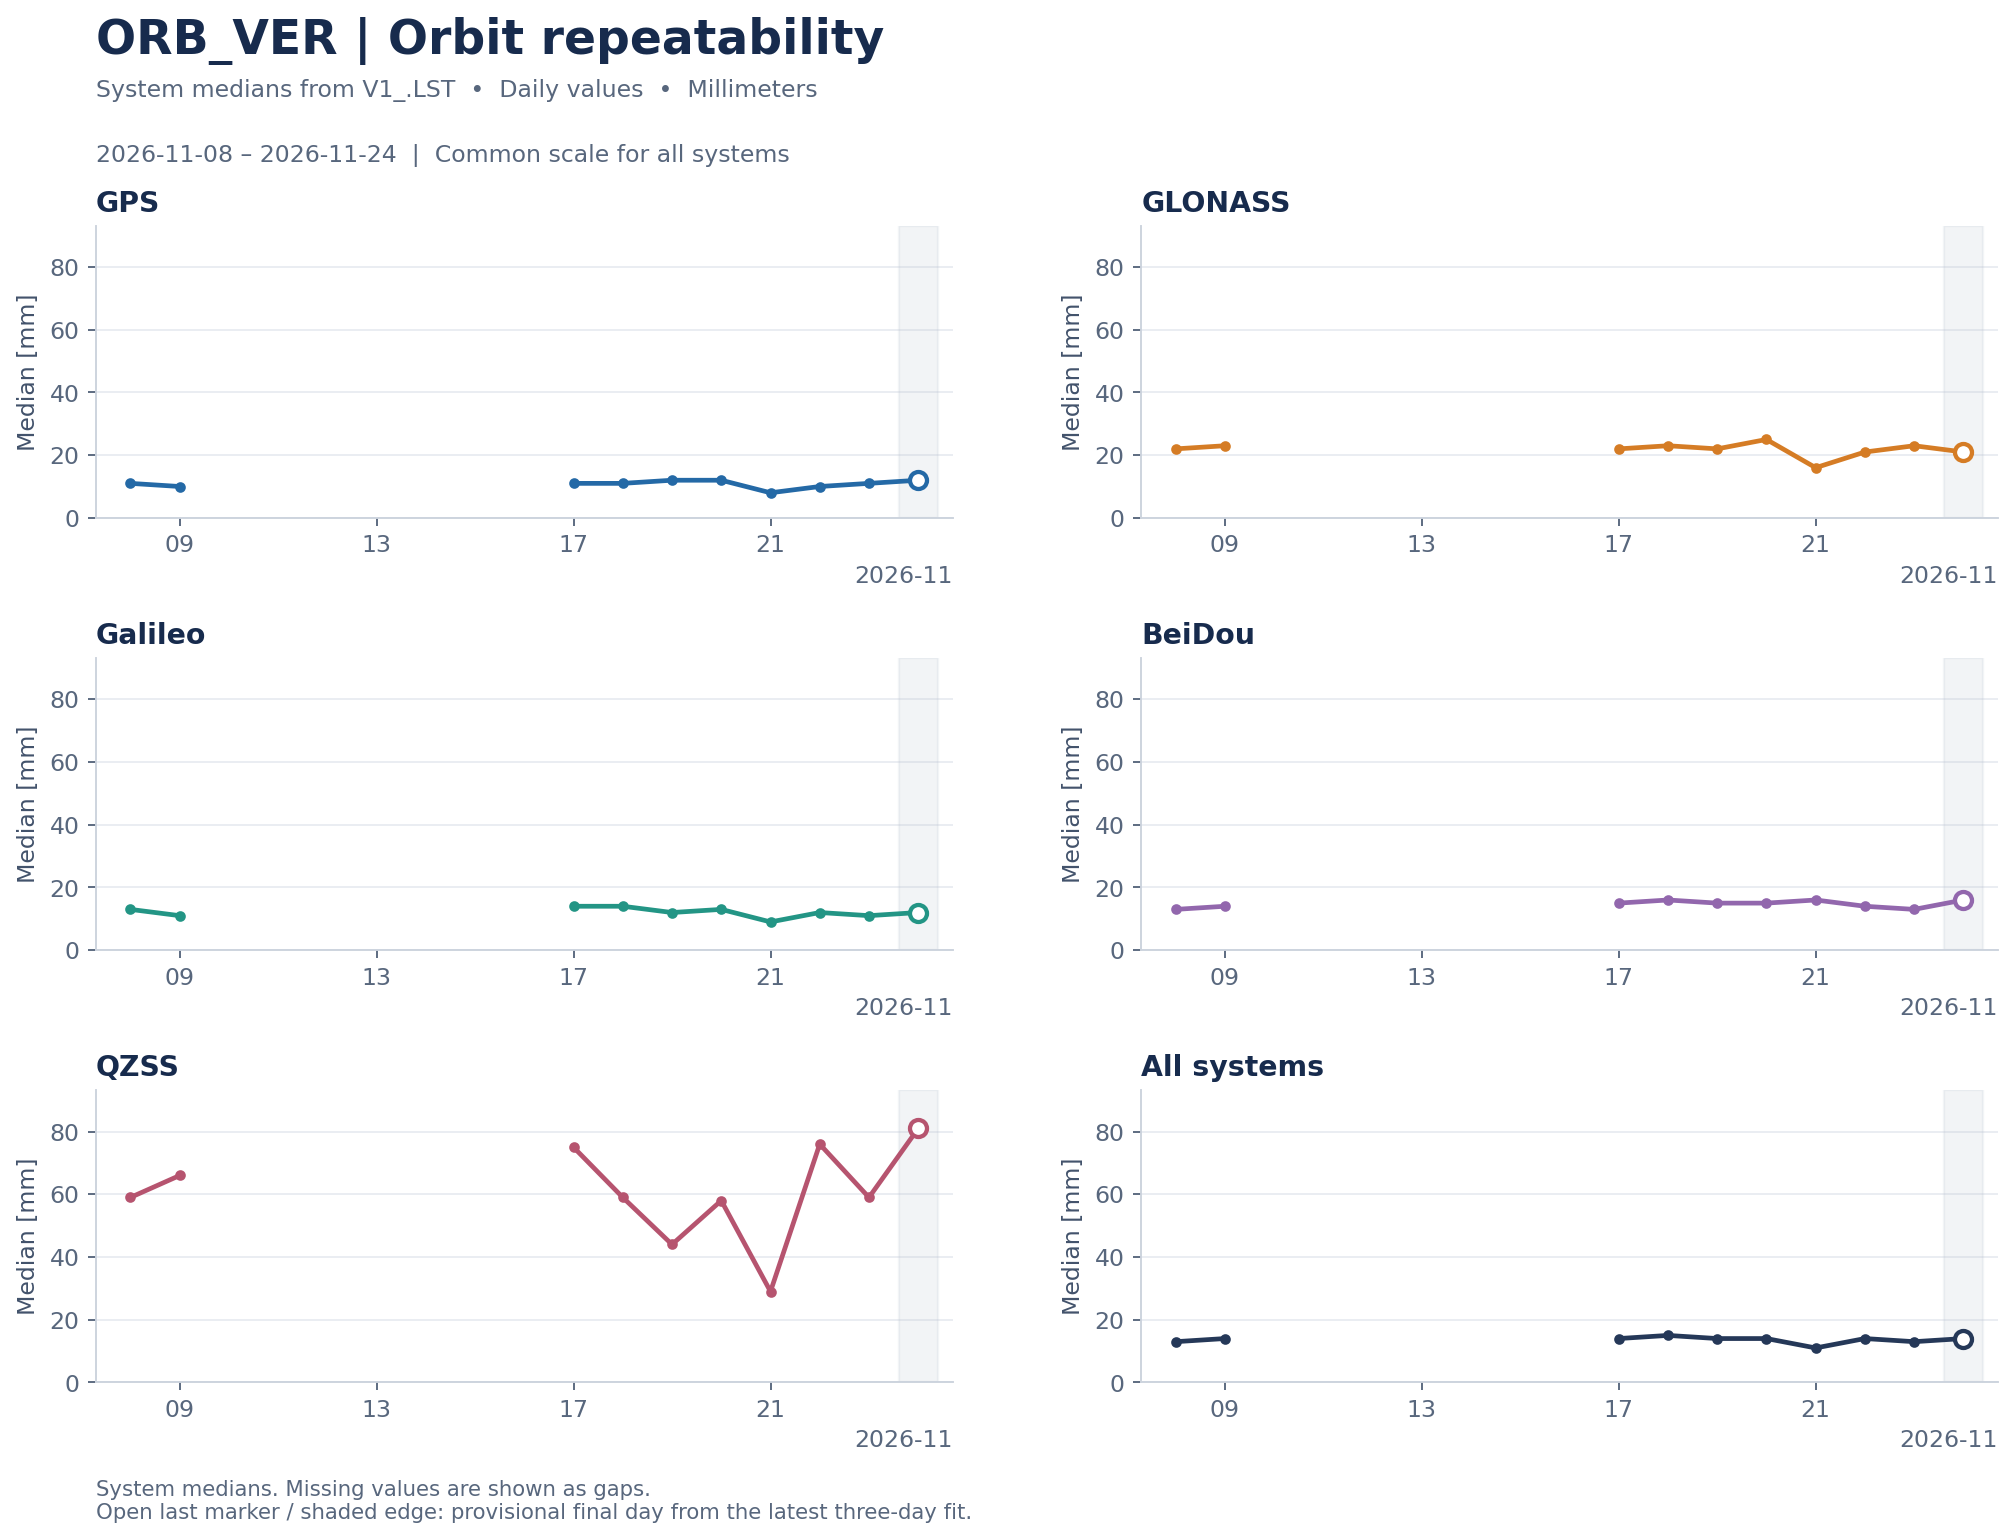 ORB_VER | Orbit repeatability
System medians from V1_.LST • Daily values • Millimeters
2026-11-08 – 2026-11-24 | Common scale for all systems
GPS
Median [mm]
80
60
40
20
0
09 13 17 21
2026-11
GLONASS
Median [mm]
80
60
40
20
0
09 13 17 21
2026-11
Galileo
Median [mm]
80
60
40
20
0
09 13 17 21
2026-11
BeiDou
Median [mm]
80
60
40
20
0
09 13 17 21
2026-11
QZSS
Median [mm]
80
60
40
20
0
09 13 17 21
2026-11
All systems
Median [mm]
80
60
40
20
0
09 13 17 21
2026-11
System medians. Missing values are shown as gaps.
Open last marker / shaded edge: provisional final day from the latest three-day fit.